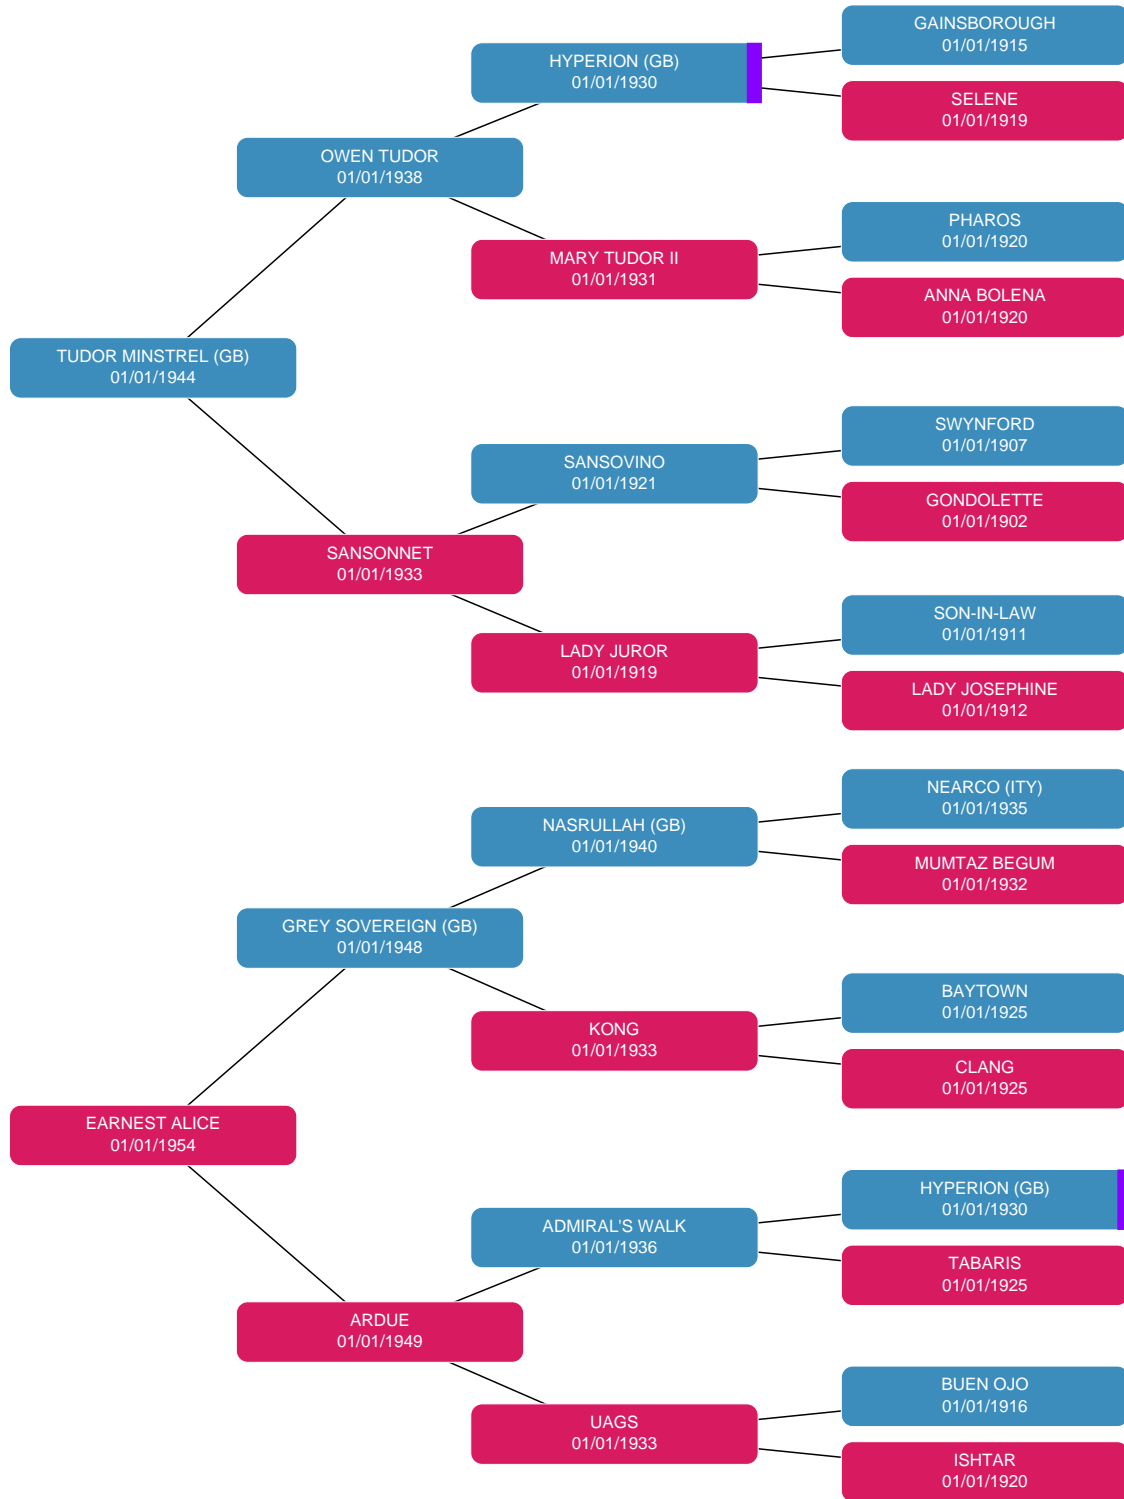 GAINSBOROUGH
01/01/1915
HYPERION (GB)
01/01/1930
SELENE
01/01/1919
OWEN TUDOR
01/01/1938
PHAROS
01/01/1920
MARY TUDOR II
01/01/1931
ANNA BOLENA
01/01/1920
TUDOR MINSTREL (GB)
01/01/1944
SWYNFORD
01/01/1907
SANSOVINO
01/01/1921
GONDOLETTE
01/01/1902
SANSONNET
01/01/1933
SON-IN-LAW
01/01/1911
LADY JUROR
01/01/1919
LADY JOSEPHINE
01/01/1912
NEARCO (ITY)
01/01/1935
NASRULLAH (GB)
01/01/1940
MUMTAZ BEGUM
01/01/1932
GREY SOVEREIGN (GB)
01/01/1948
BAYTOWN
01/01/1925
KONG
01/01/1933
CLANG
01/01/1925
EARNEST ALICE
01/01/1954
HYPERION (GB)
01/01/1930
ADMIRAL'S WALK
01/01/1936
TABARIS
01/01/1925
ARDUE
01/01/1949
BUEN OJO
01/01/1916
UAGS
01/01/1933
ISHTAR
01/01/1920